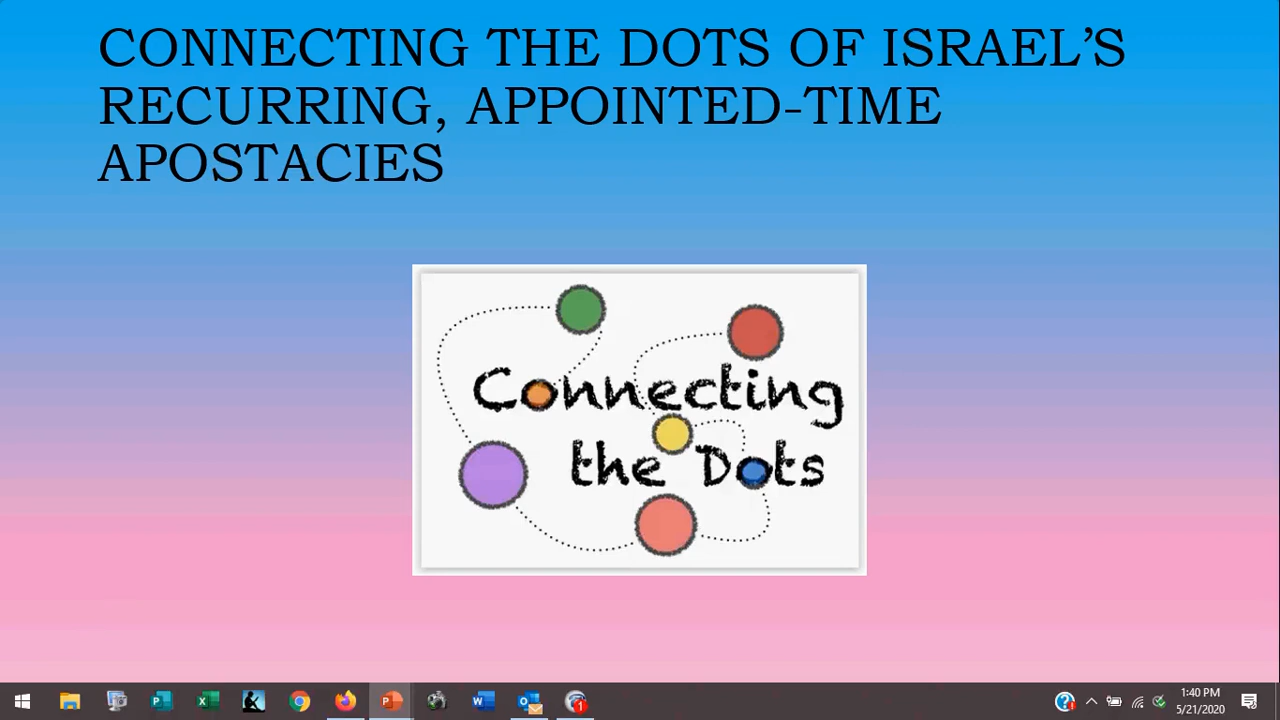 CONNECTING THE DOTS OF ISRAEL’S
RECURRING, APPOINTED-TIME
APOSTACIES
Connecting
the Dots
1:40 PM
5/21/2020